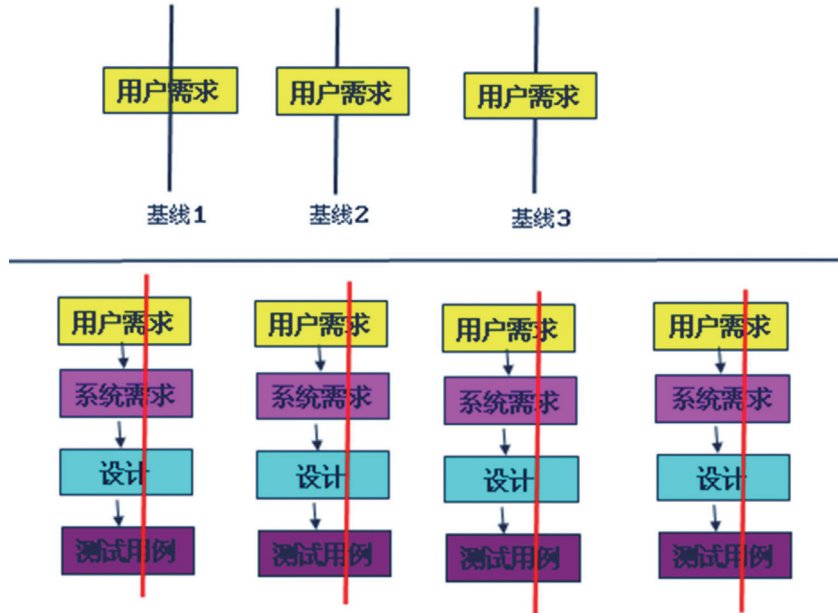 用户需求 用户需求 用户需求
基线1 基线2 基线3
用户需求 用户需求 用户需求 用户需求
系统需求 系统需求 系统需求 系统需求
设计 设计 设计 设计
测试用例 测试用例 测试用例 测试用例